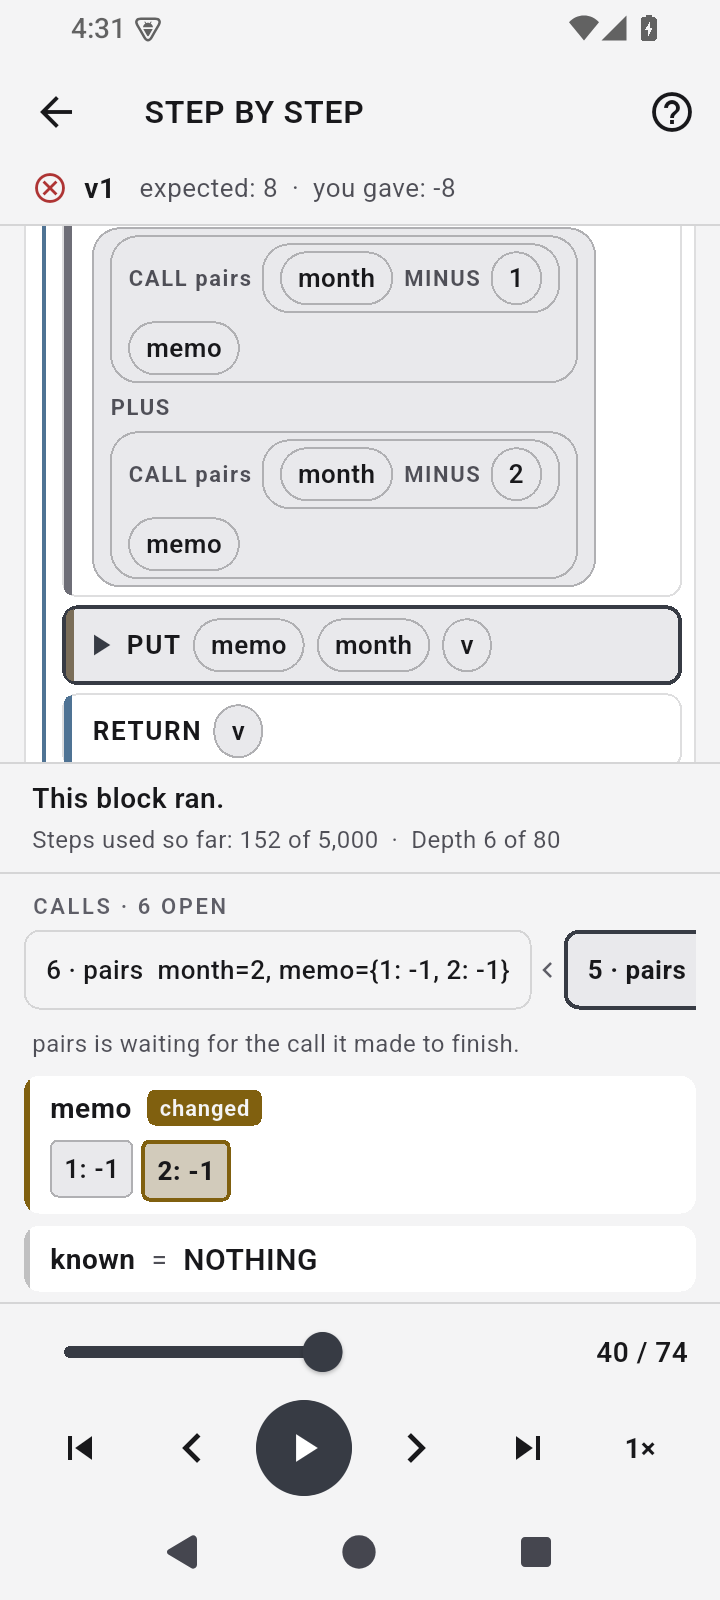 4:31
STEP BY STEP
v1 expected: 8 · you gave: -8
CALL pairs month MINUS 1
memo
PLUS
CALL pairs month MINUS 2
memo
PUT memo month v
RETURN v
This block ran.
Steps used so far: 152 of 5,000 · Depth 6 of 80
CALLS · 6 OPEN
6 · pairs month=2, memo={1: -1, 2: -1} < 5 · pairs
pairs is waiting for the call it made to finish.
memo changed
1: -1 2: -1
known = NOTHING
40 / 74
1×